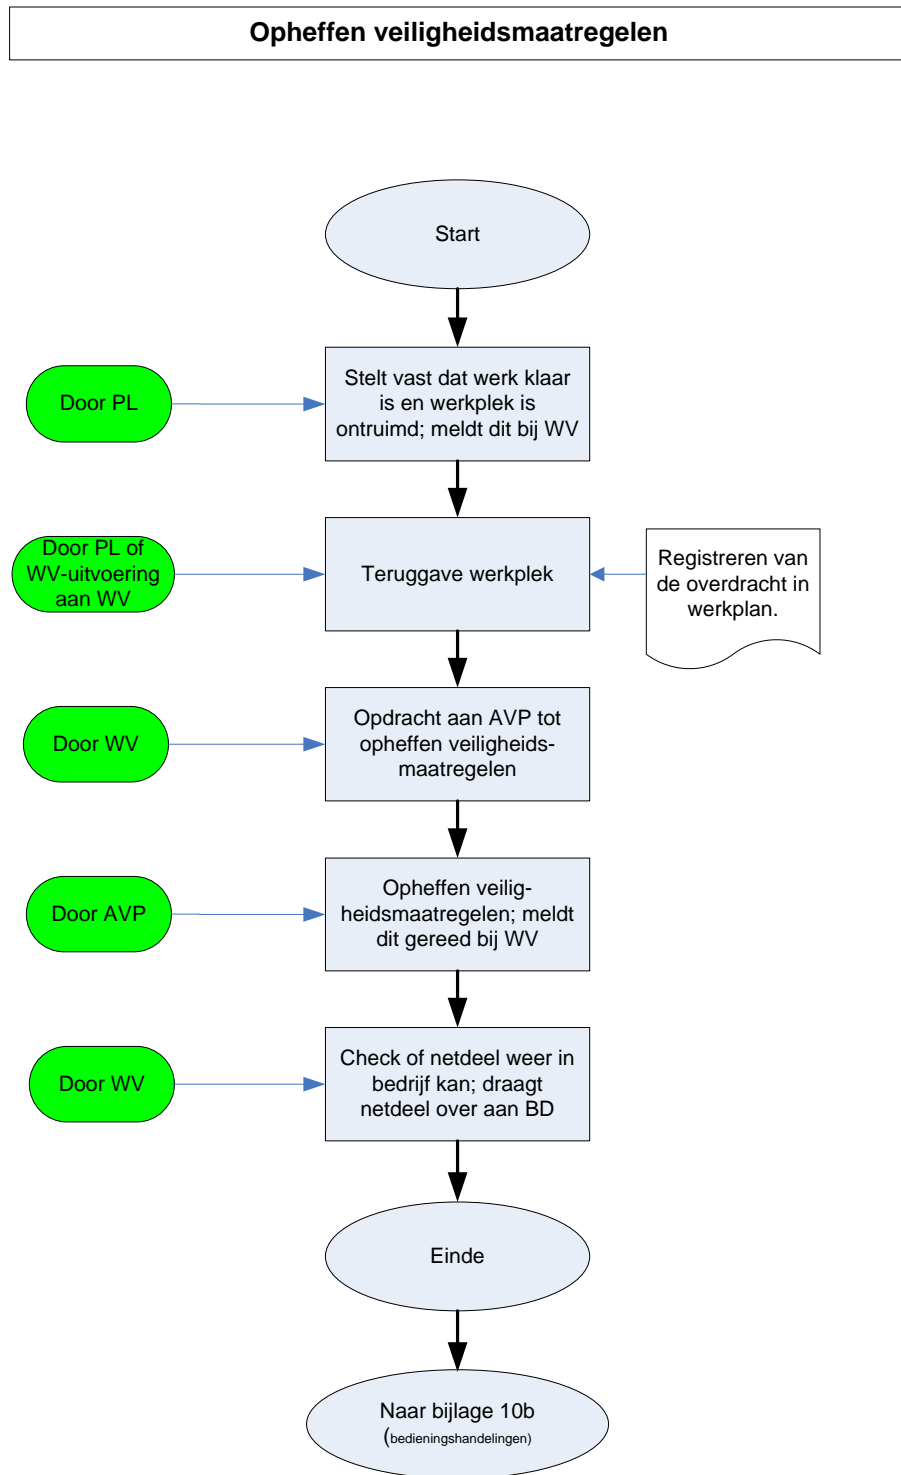 Opheffen veiligheidsmaatregelen
Start
Door PL
Stelt vast dat werk klaar
is en werkplek is
ontruimd; meldt dit bij WV
Door PL of
WV-uitvoering
aan WV
Teruggave werkplek
Registreren van
de overdracht in
werkplan.
Door WV
Opdracht aan AVP tot
opheffen veiligheids-
maatregelen
Door AVP
Opheffen veilig-
heidsmaatregelen; meldt
dit gereed bij WV
Door WV
Check of netdeel weer in
bedrijf kan; draagt
netdeel over aan BD
Einde
Naar bijlage 10b
(bedieningshandelingen)